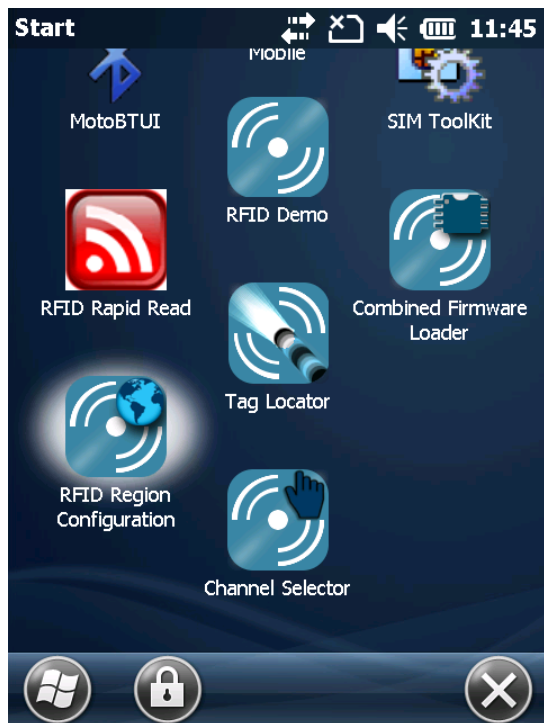 Start
11:45
Mobile
MotoBTUI
SIM ToolKit
RFID Demo
RFID Rapid Read
Combined Firmware
Loader
Tag Locator
RFID Region
Configuration
Channel Selector